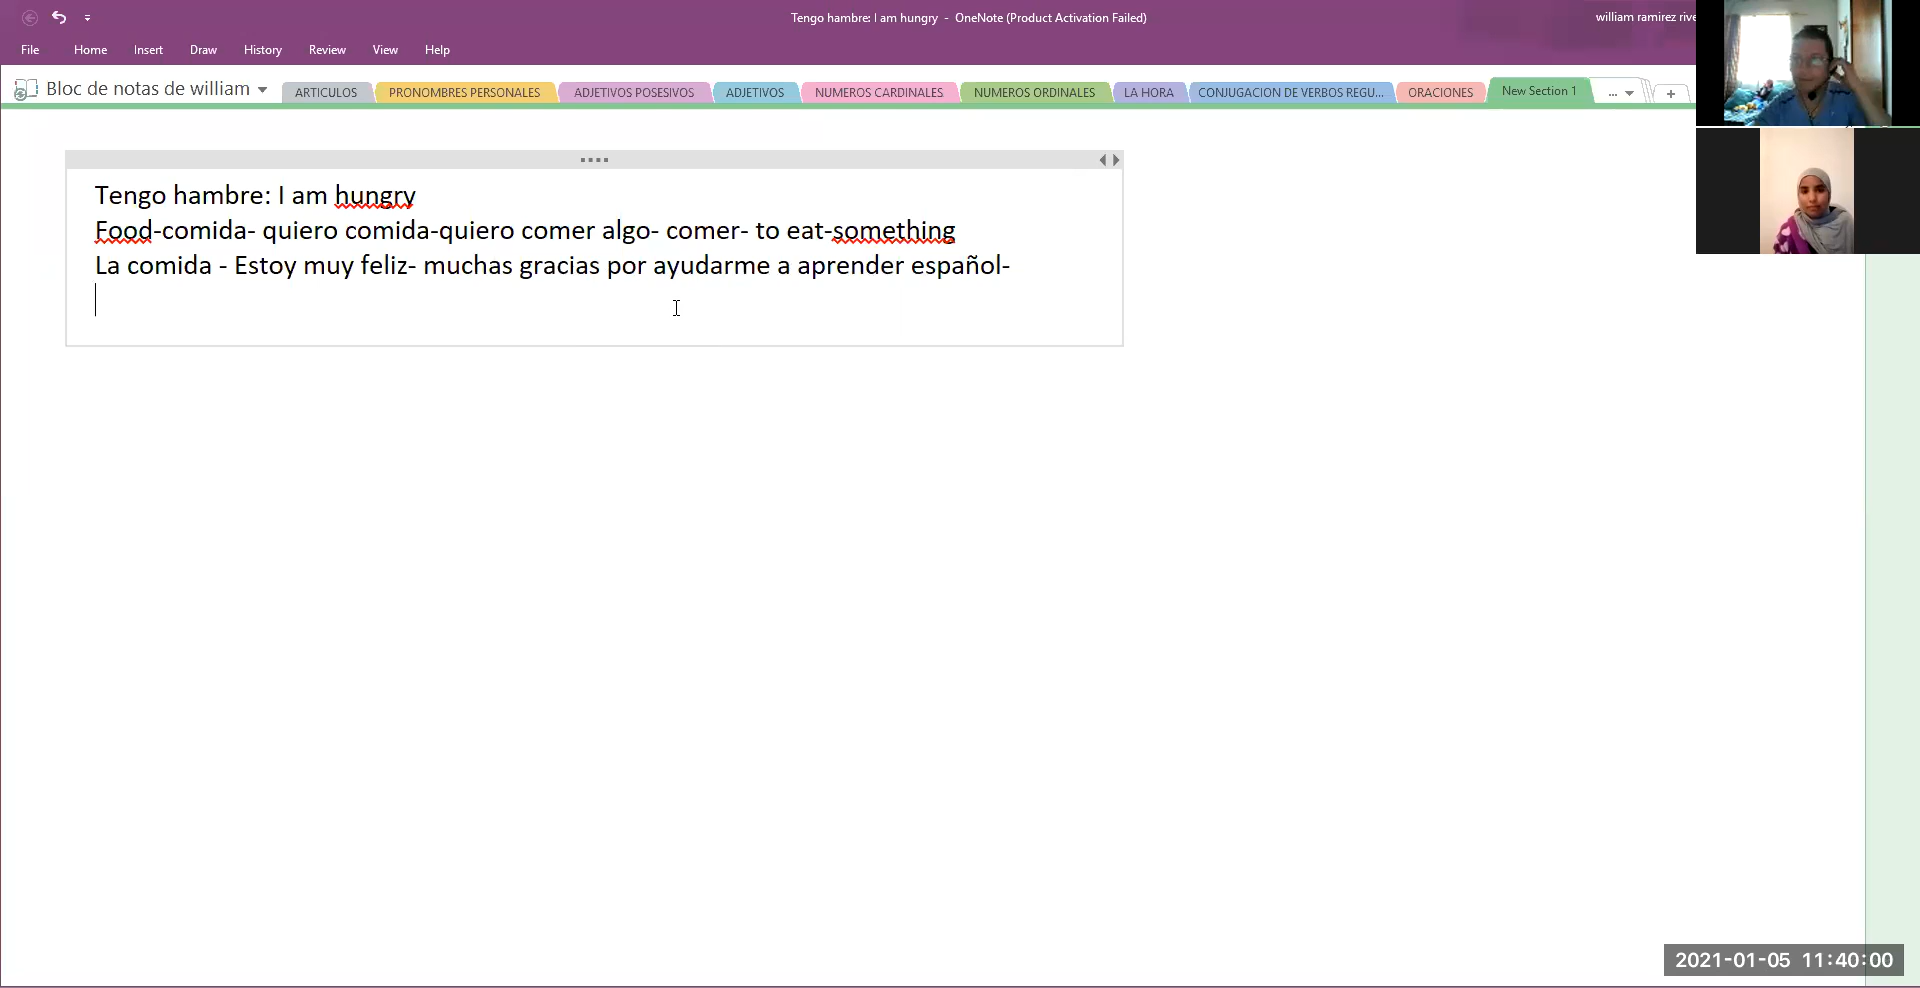 Tengo hambre: I am hungry - OneNote (Product Activation Failed)
william ramirez rive
File Home Insert Draw History Review View Help
Bloc de notas de william
ARTICULOS PRONOMBRES PERSONALES ADJETIVOS POSESIVOS ADJETIVOS NUMEROS CARDINALES NUMEROS ORDINALES LA HORA CONJUGACION DE VERBOS REGU... ORACIONES New Section 1 ... +
Tengo hambre: I am hungry
Food-comida- quiero comida-quiero comer algo- comer- to eat-something
La comida - Estoy muy feliz- muchas gracias por ayudarme a aprender español-
2021-01-05 11:40:00